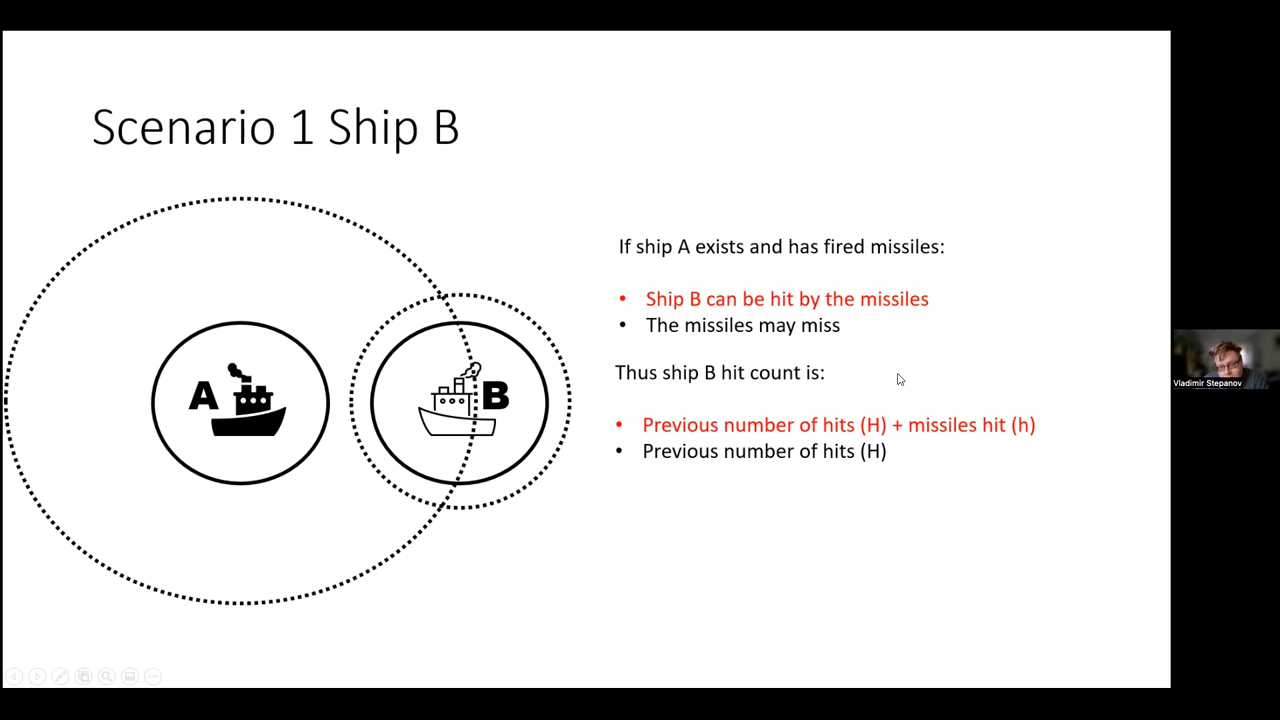 Scenario 1 Ship B
If ship A exists and has fired missiles:
• Ship B can be hit by the missiles
• The missiles may miss
Thus ship B hit count is:
• Previous number of hits (H) + missiles hit (h)
• Previous number of hits (H)
A
B
Vladimir Stepanov